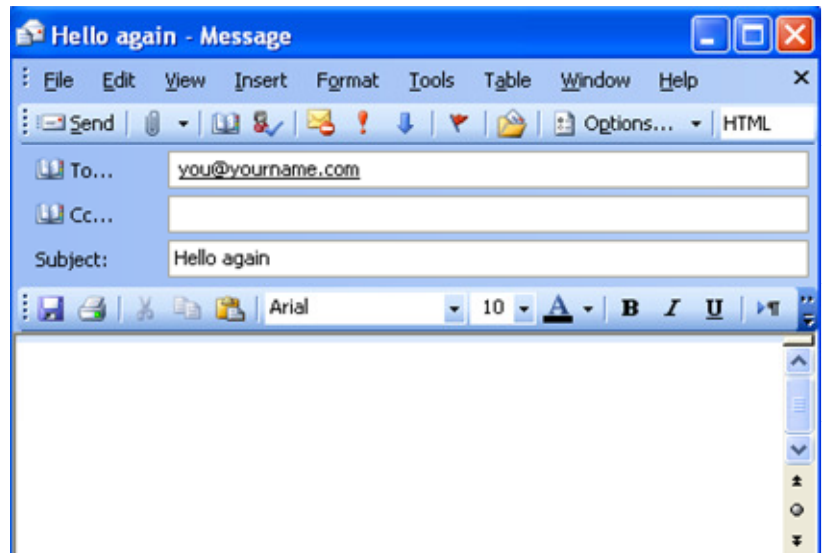 Hello again - Message
File Edit View Insert Format Tools Table Window Help
Send Options... HTML
To... you@yourname.com
Cc...
Subject: Hello again
Arial 10 A B I U